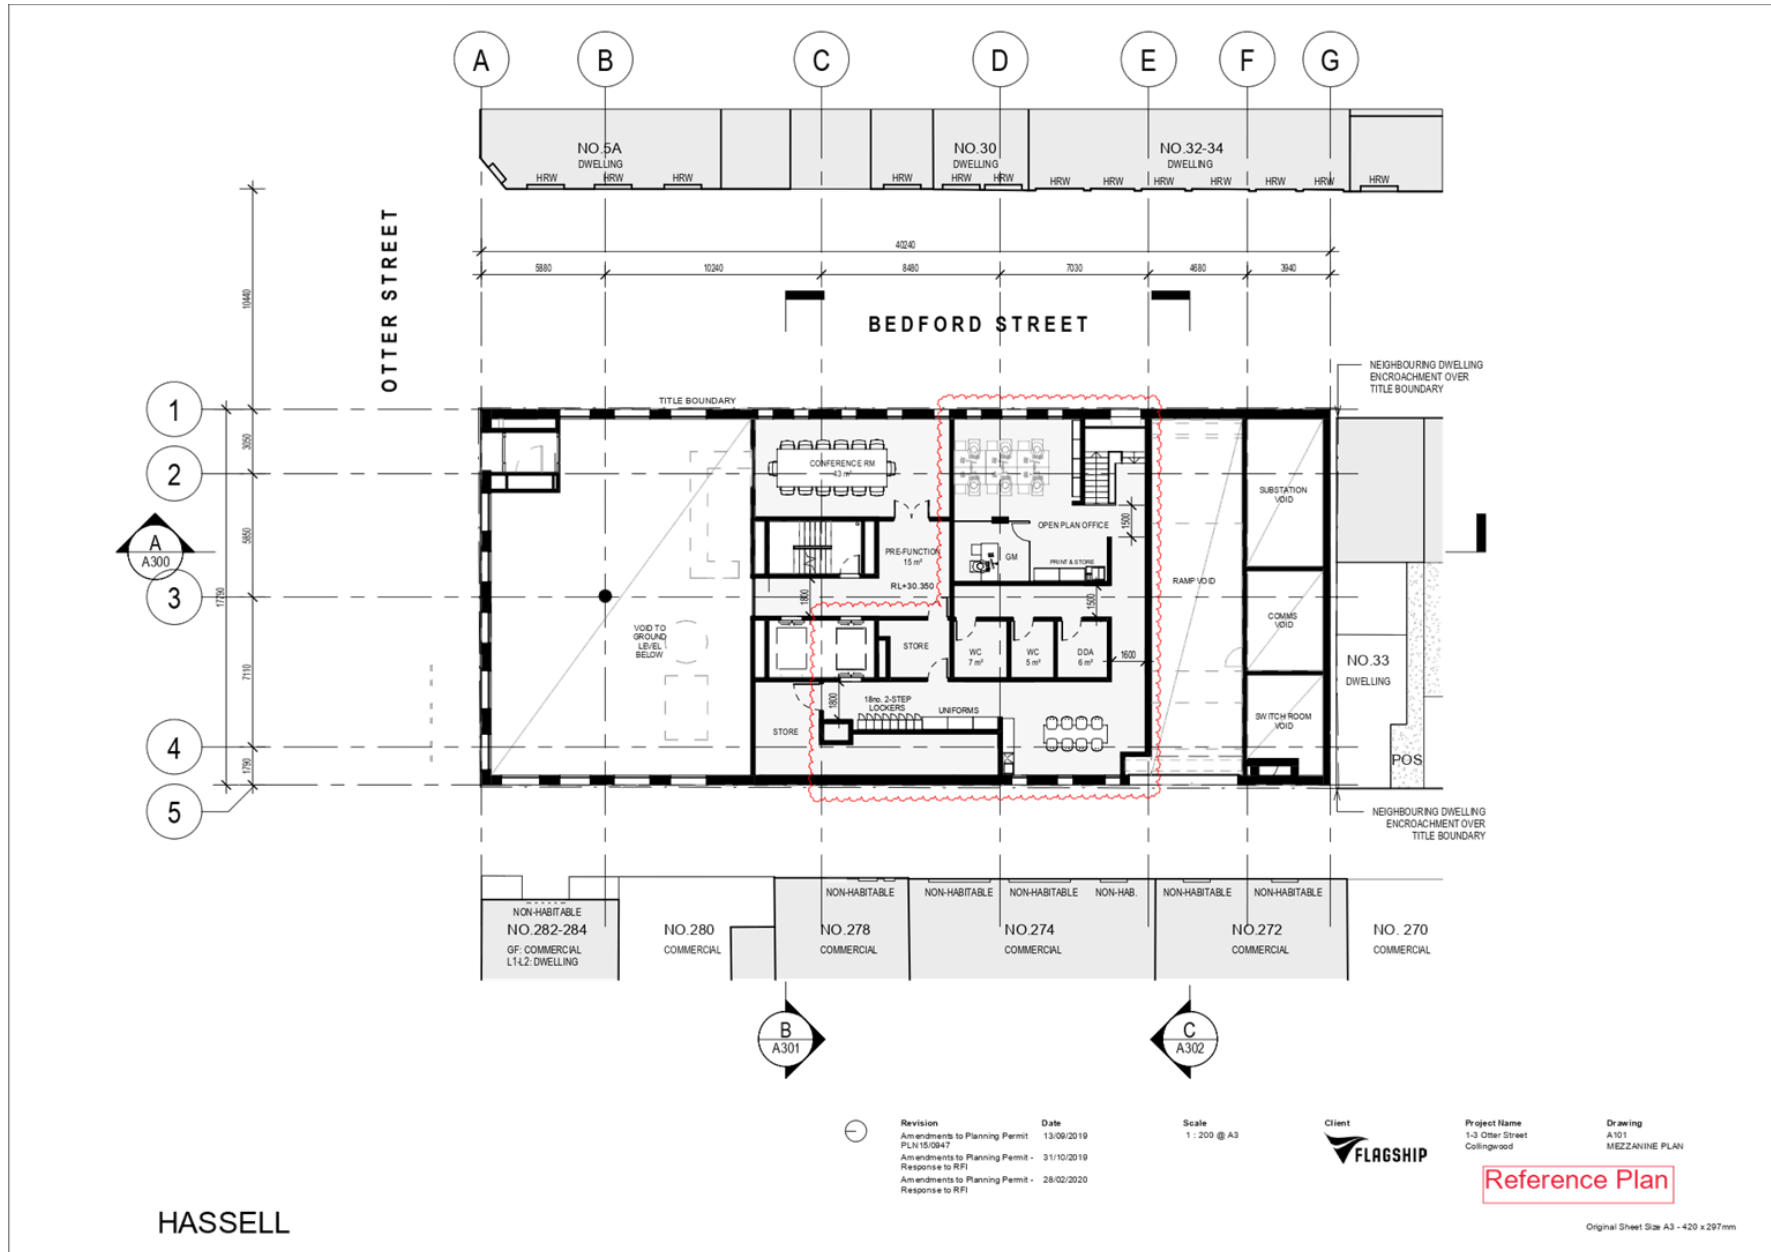 A B C D E F G
NO.5A
DWELLING
HRW HRW HRW HRW
NO.30
DWELLING
HRW HRW
NO.32-34
DWELLING
HRW HRW HRW HRW HRW HRW
HRW
OTTER STREET
40240
5880 10240 8480 7030 4680 3940
10440
BEDFORD STREET
NEIGHBOURING DWELLING
ENCROACHMENT OVER
TITLE BOUNDARY
TITLE BOUNDARY
1
2
3
4
5
3050
5850
17790
7110
1790
A
A300
CONFERENCE RM
43 m²
OPEN PLAN OFFICE
1500
SUBSTATION
VOID
PRE-FUNCTION
15 m²
GM
PRINT & STORE
RL+30.350
RAMP VOID
1800
1500
COMMS
VOID
VOID TO
GROUND
LEVEL
BELOW
STORE
WC
7 m²
WC
5 m²
DDA
6 m²
1600
NO.33
DWELLING
1800
18no. 2-STEP
LOCKERS
UNIFORMS
STORE
SWITCH ROOM
VOID
POS
NEIGHBOURING DWELLING
ENCROACHMENT OVER
TITLE BOUNDARY
NON-HABITABLE
NO.282-284
GF: COMMERCIAL
L1-L2: DWELLING
NO.280
COMMERCIAL
NON-HABITABLE
NO.278
COMMERCIAL
NON-HABITABLE NON-HABITABLE NON-HAB.
NO.274
COMMERCIAL
NON-HABITABLE NON-HABITABLE
NO.272
COMMERCIAL
NO. 270
COMMERCIAL
B
A301
C
A302
Revision Date
Amendments to Planning Permit 13/09/2019
PLN15/0947
Amendments to Planning Permit - 31/10/2019
Response to RFI
Amendments to Planning Permit - 28/02/2020
Response to RFI
Scale
1 : 200 @ A3
Client
FLAGSHIP
Project Name
1-3 Otter Street
Collingwood
Drawing
A101
MEZZANINE PLAN
Reference Plan
HASSELL
Original Sheet Size A3 - 420 x 297mm